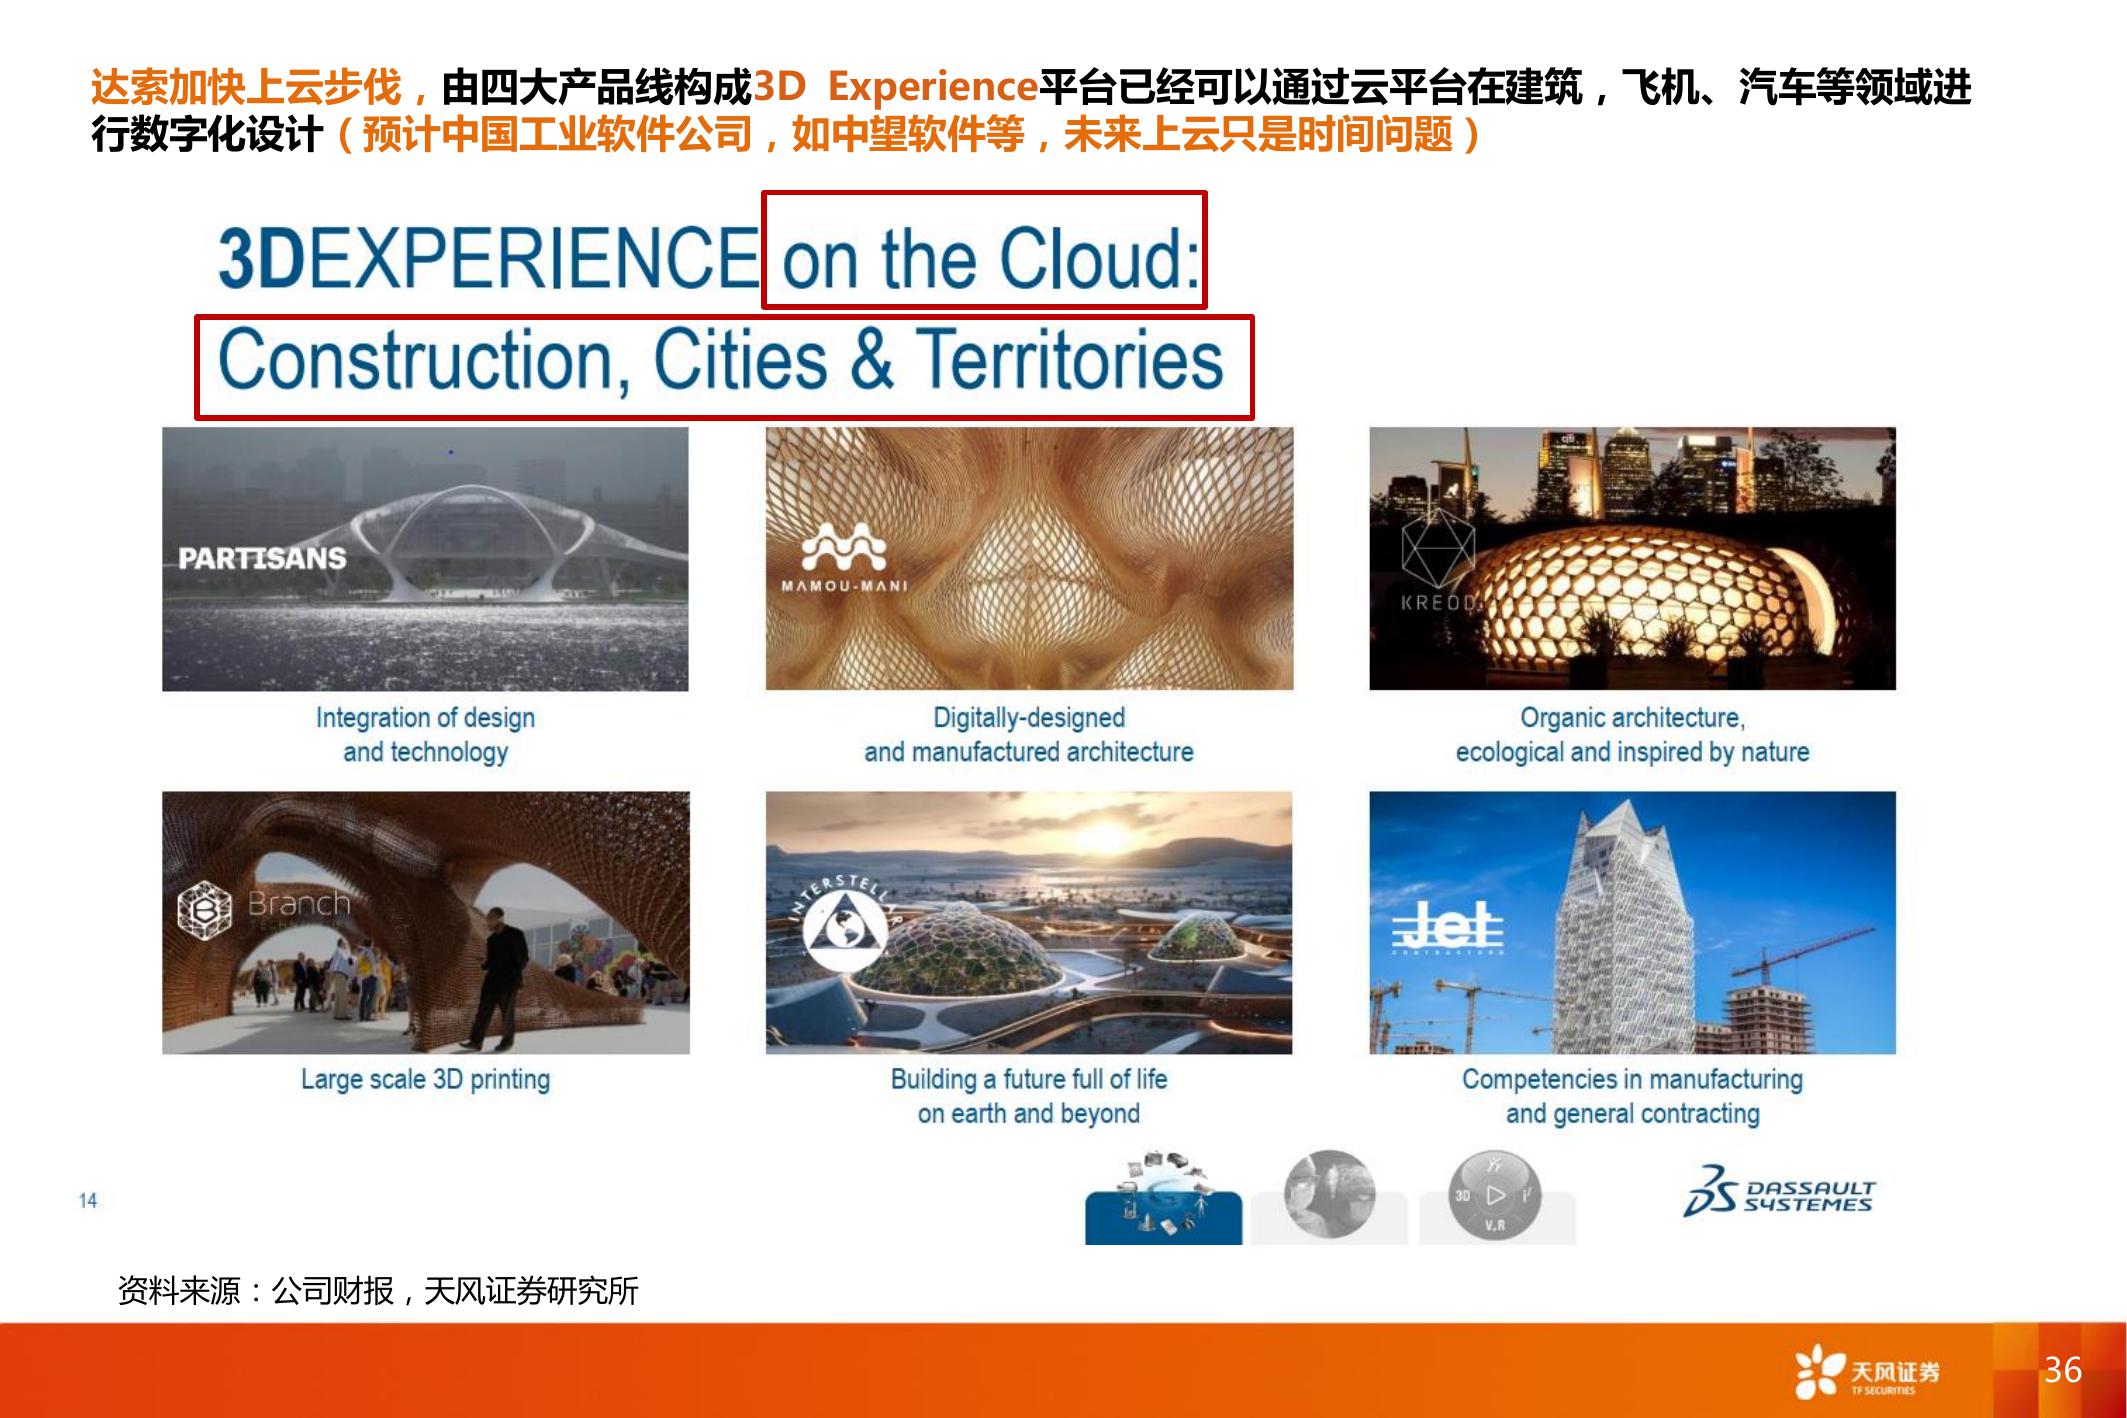 达索加快上云步伐，由四大产品线构成3D Experience平台已经可以通过云平台在建筑，飞机、汽车等领域进
行数字化设计（预计中国工业软件公司，如中望软件等，未来上云只是时间问题）
3DEXPERIENCE on the Cloud:
Construction, Cities & Territories
PARTISANS
MAMOU-MANI
citi
KREOD
Integration of design
and technology
Digitally-designed
and manufactured architecture
Organic architecture,
ecological and inspired by nature
Branch
TECHNOLOGY
INTERSTELLAR
Jet
CONTRACTORS
Large scale 3D printing
Building a future full of life
on earth and beyond
Competencies in manufacturing
and general contracting
14
3D
V.R
DASSAULT
SYSTEMES
资料来源：公司财报，天风证券研究所
天风证券
TF SECURITIES
36